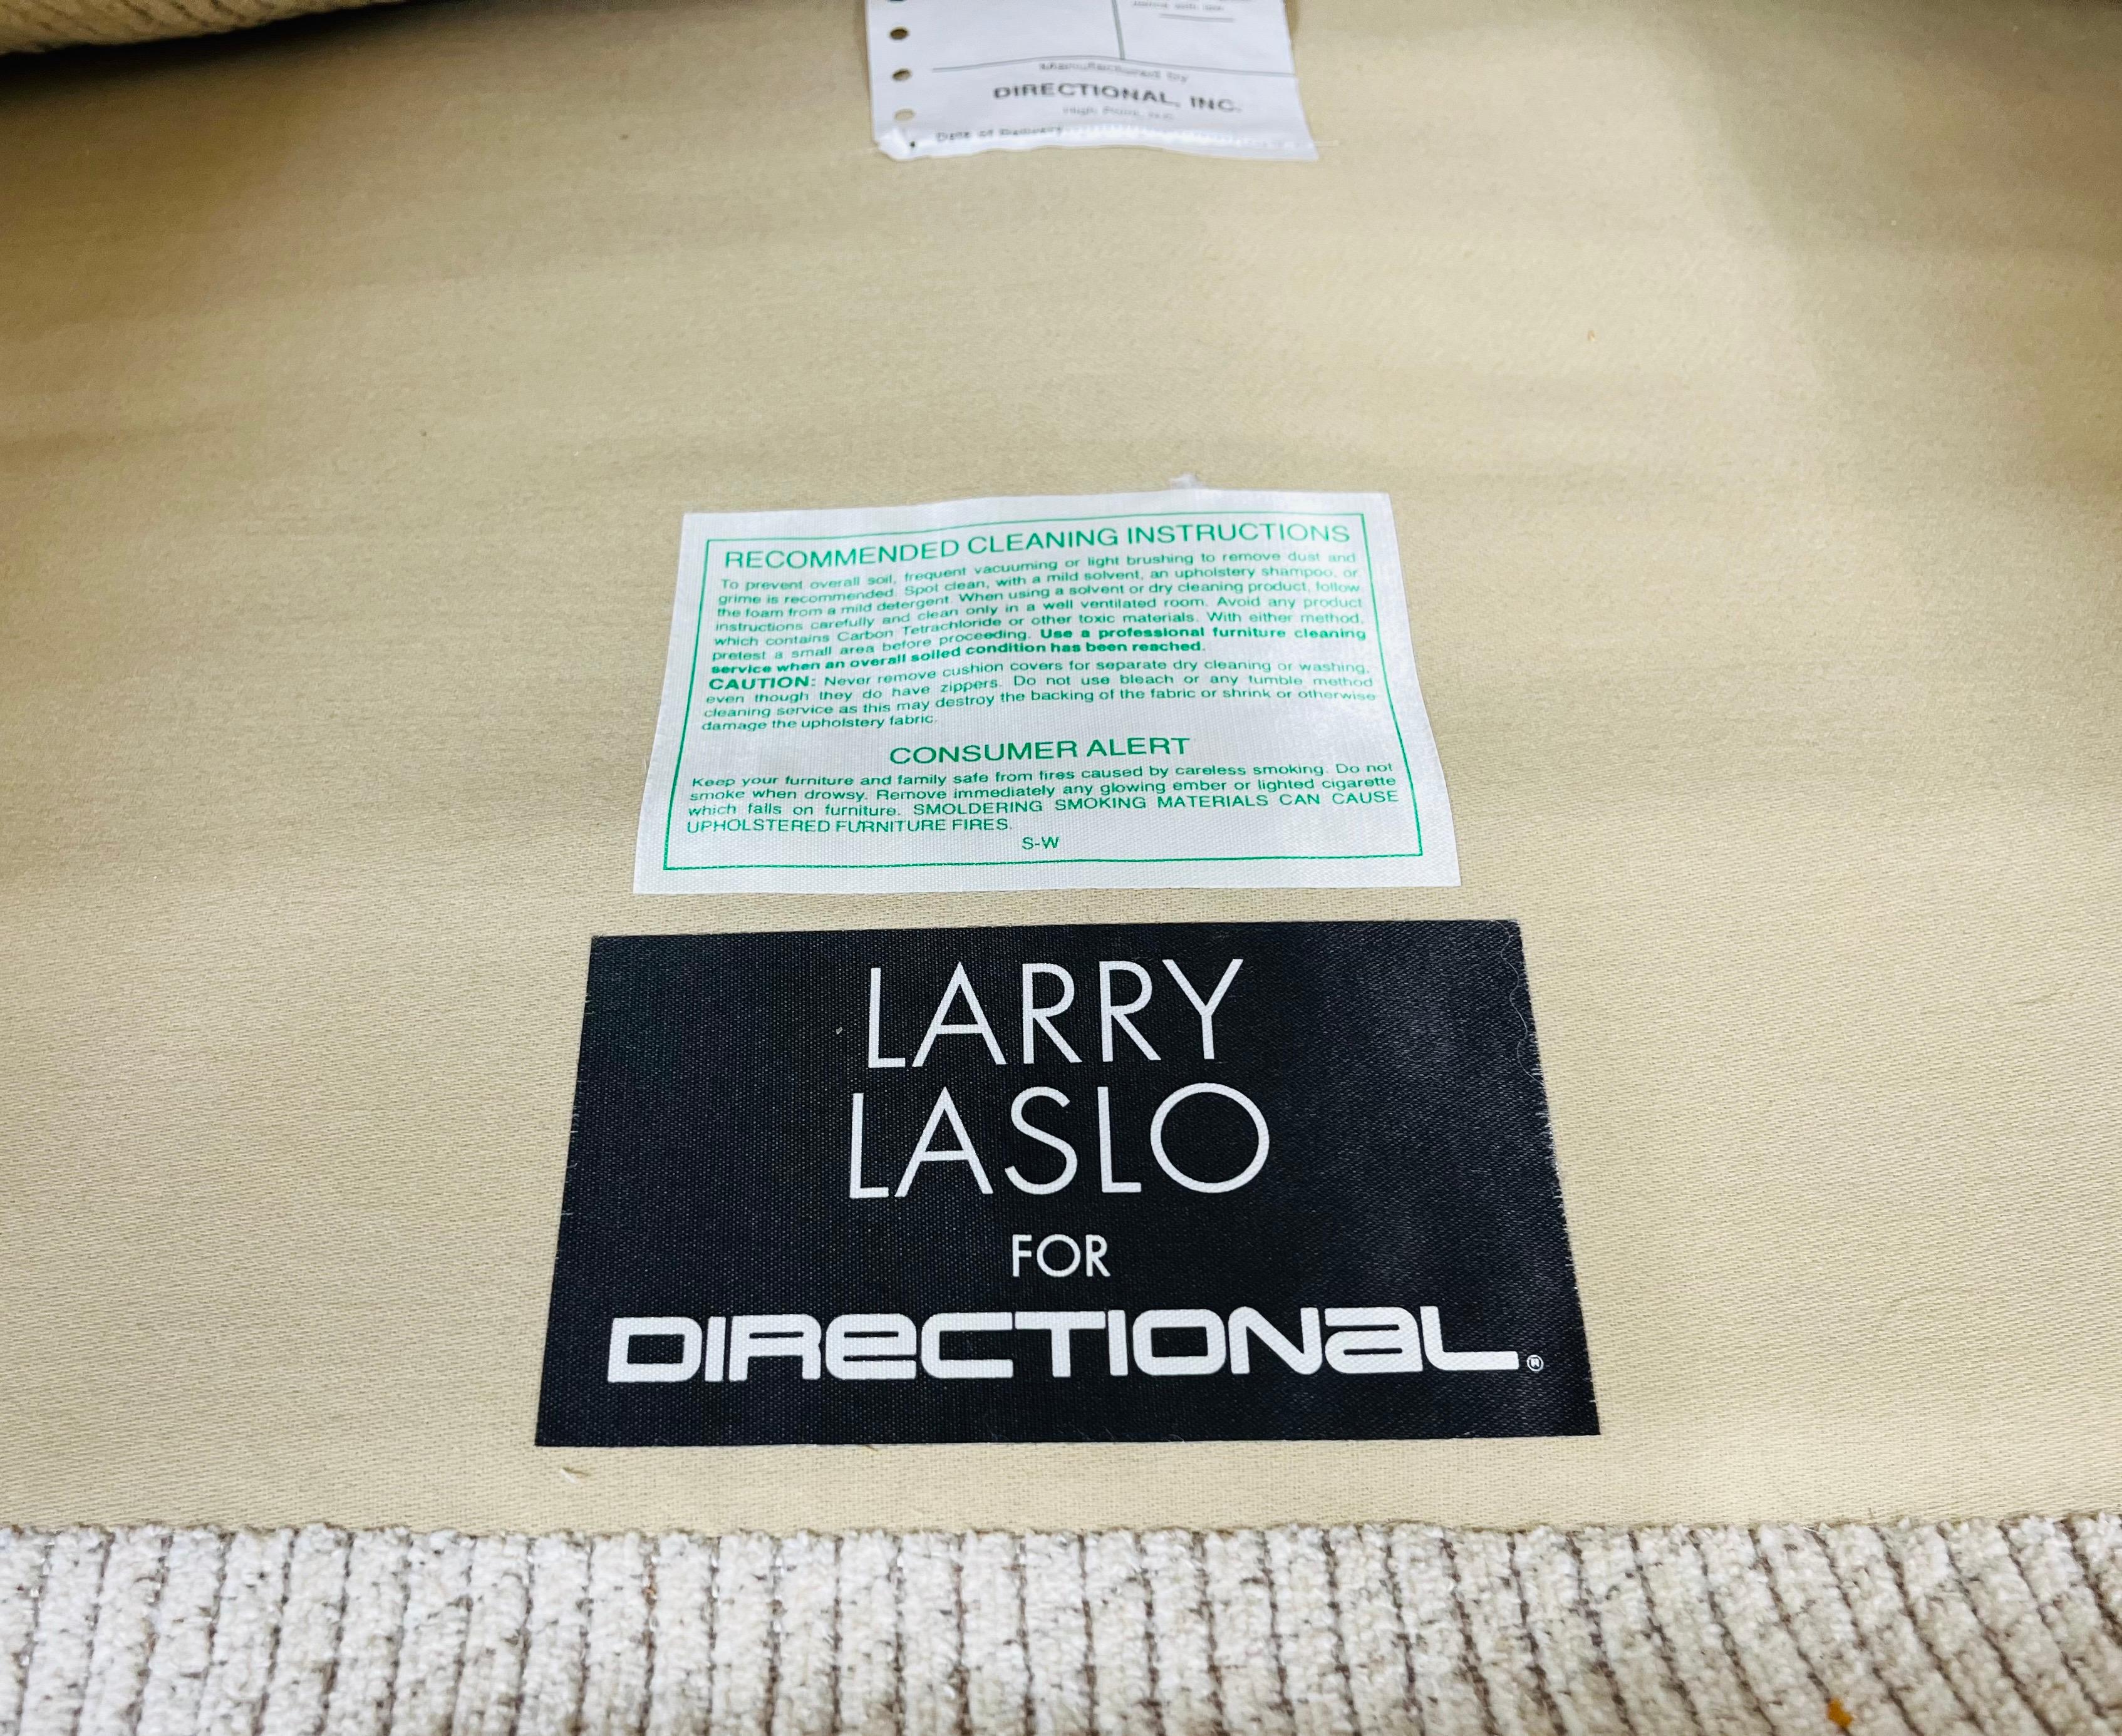 Manufactured by
DIRECTIONAL, INC.
High Point, N.C.
Date of Delivery
RECOMMENDED CLEANING INSTRUCTIONS
To prevent overall soil, frequent vacuuming or light brushing to remove dust and
grime is recommended. Spot clean, with a mild solvent, an upholstery shampoo, or
the foam from a mild detergent. When using a solvent or dry cleaning product, follow
instructions carefully and clean only in a well ventilated room. Avoid any product
which contains Carbon Tetrachloride or other toxic materials. With either method,
pretest a small area before proceeding. Use a professional furniture cleaning
service when an overall soiled condition has been reached.
CAUTION: Never remove cushion covers for separate dry cleaning or washing,
even though they do have zippers. Do not use bleach or any tumble method
cleaning service as this may destroy the backing of the fabric or shrink or otherwise
damage the upholstery fabric.
CONSUMER ALERT
Keep your furniture and family safe from fires caused by careless smoking. Do not
smoke when drowsy. Remove immediately any glowing ember or lighted cigarette
which falls on furniture. SMOLDERING SMOKING MATERIALS CAN CAUSE
UPHOLSTERED FURNITURE FIRES.
S-W
LARRY
LASLO
FOR
DIRECTIONAL®